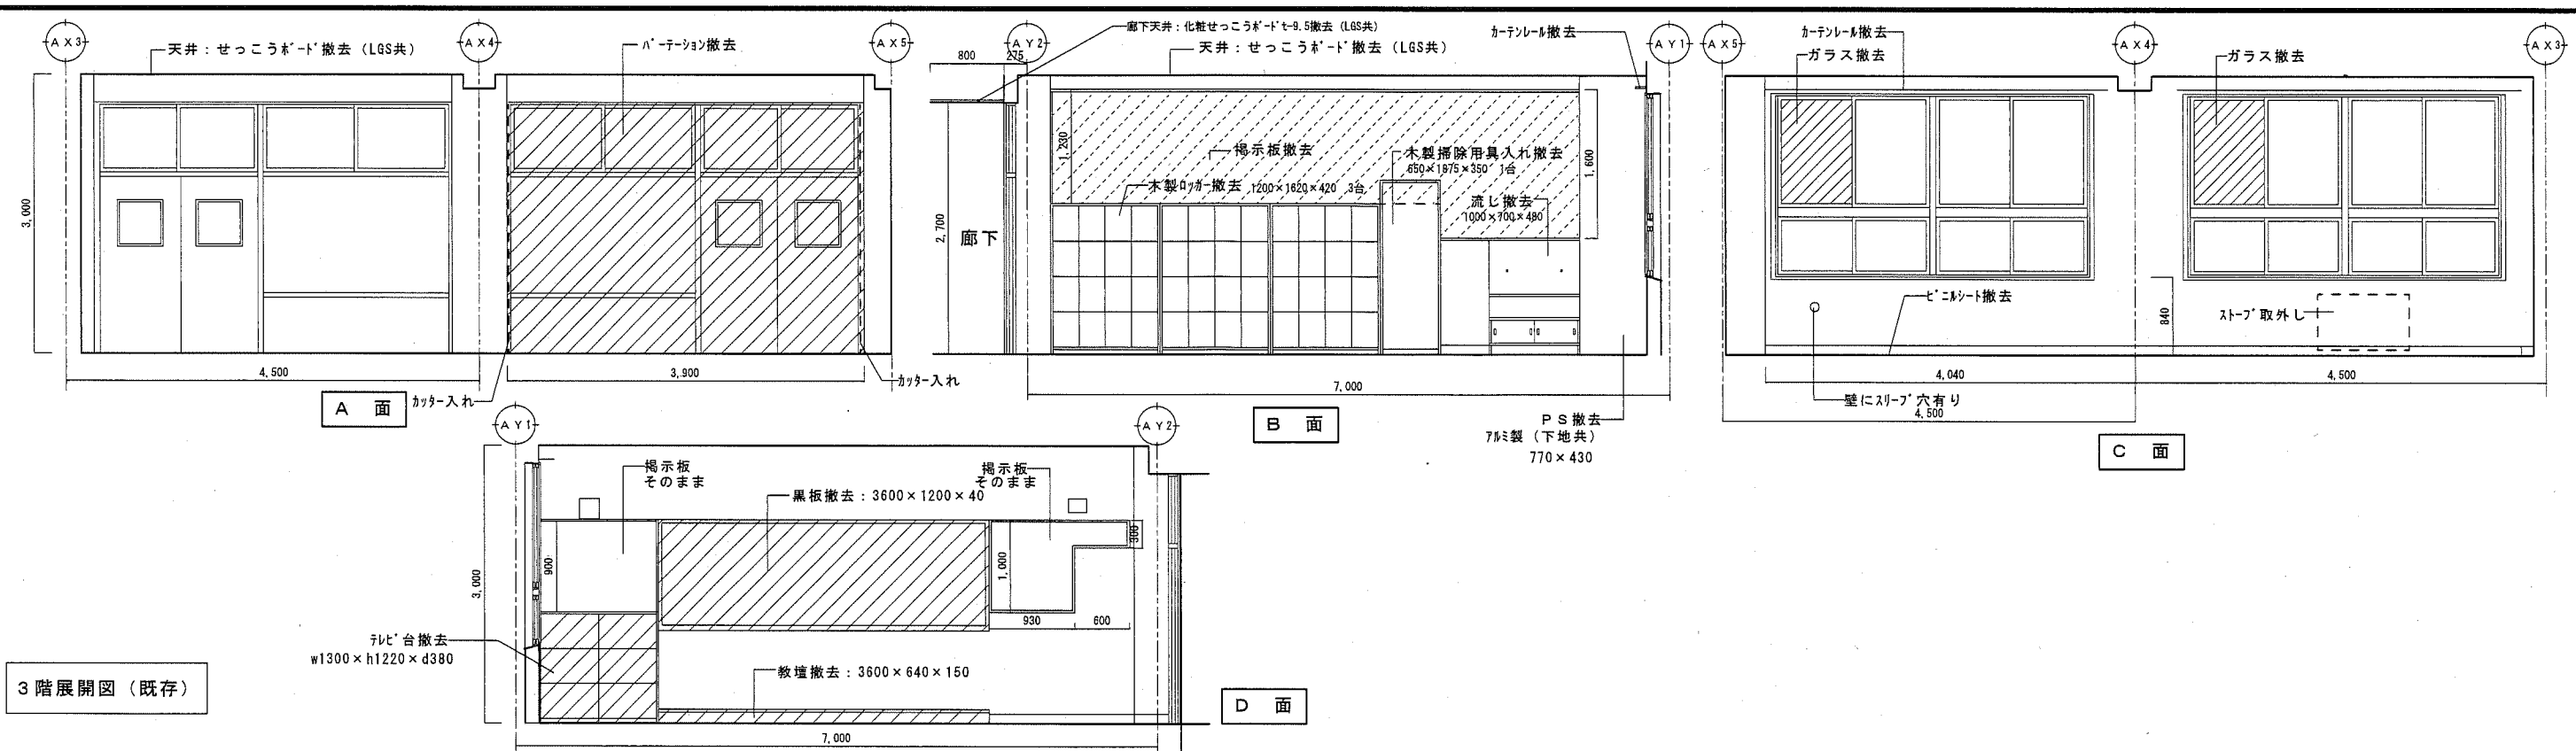 AX3
天井：せっこうボード撤去（LGS共）
AX4
パーテーション撤去
AX5
3,000
4,500
3,900
カッター入れ
カッター入れ
A 面
廊下天井：化粧せっこうボードt-9.5撤去（LGS共）
AY2
天井：せっこうボード撤去（LGS共）
カーテンレール撤去
AY1
800
275
1,230
掲示板撤去
木製掃除用具入れ撤去
650×1875×350 1台
1,600
木製ロッカー撤去 1200×1620×420 3台
流し撤去
1000×700×480
2,700
廊下
7,000
B 面
PS撤去
アルミ製（下地共）
770×430
AX5
カーテンレール撤去
ガラス撤去
AX4
ガラス撤去
AX3
ビニルシート撤去
840
ストーブ取外し
4,040
4,500
壁にスリーブ穴有り
4,500
C 面
AY1
AY2
掲示板
そのまま
掲示板
そのまま
黒板撤去：3600×1200×40
300
900
1,000
3,000
930
600
テレビ台撤去
w1300×h1220×d380
教壇撤去：3600×640×150
7,000
D 面
3階展開図（既存）